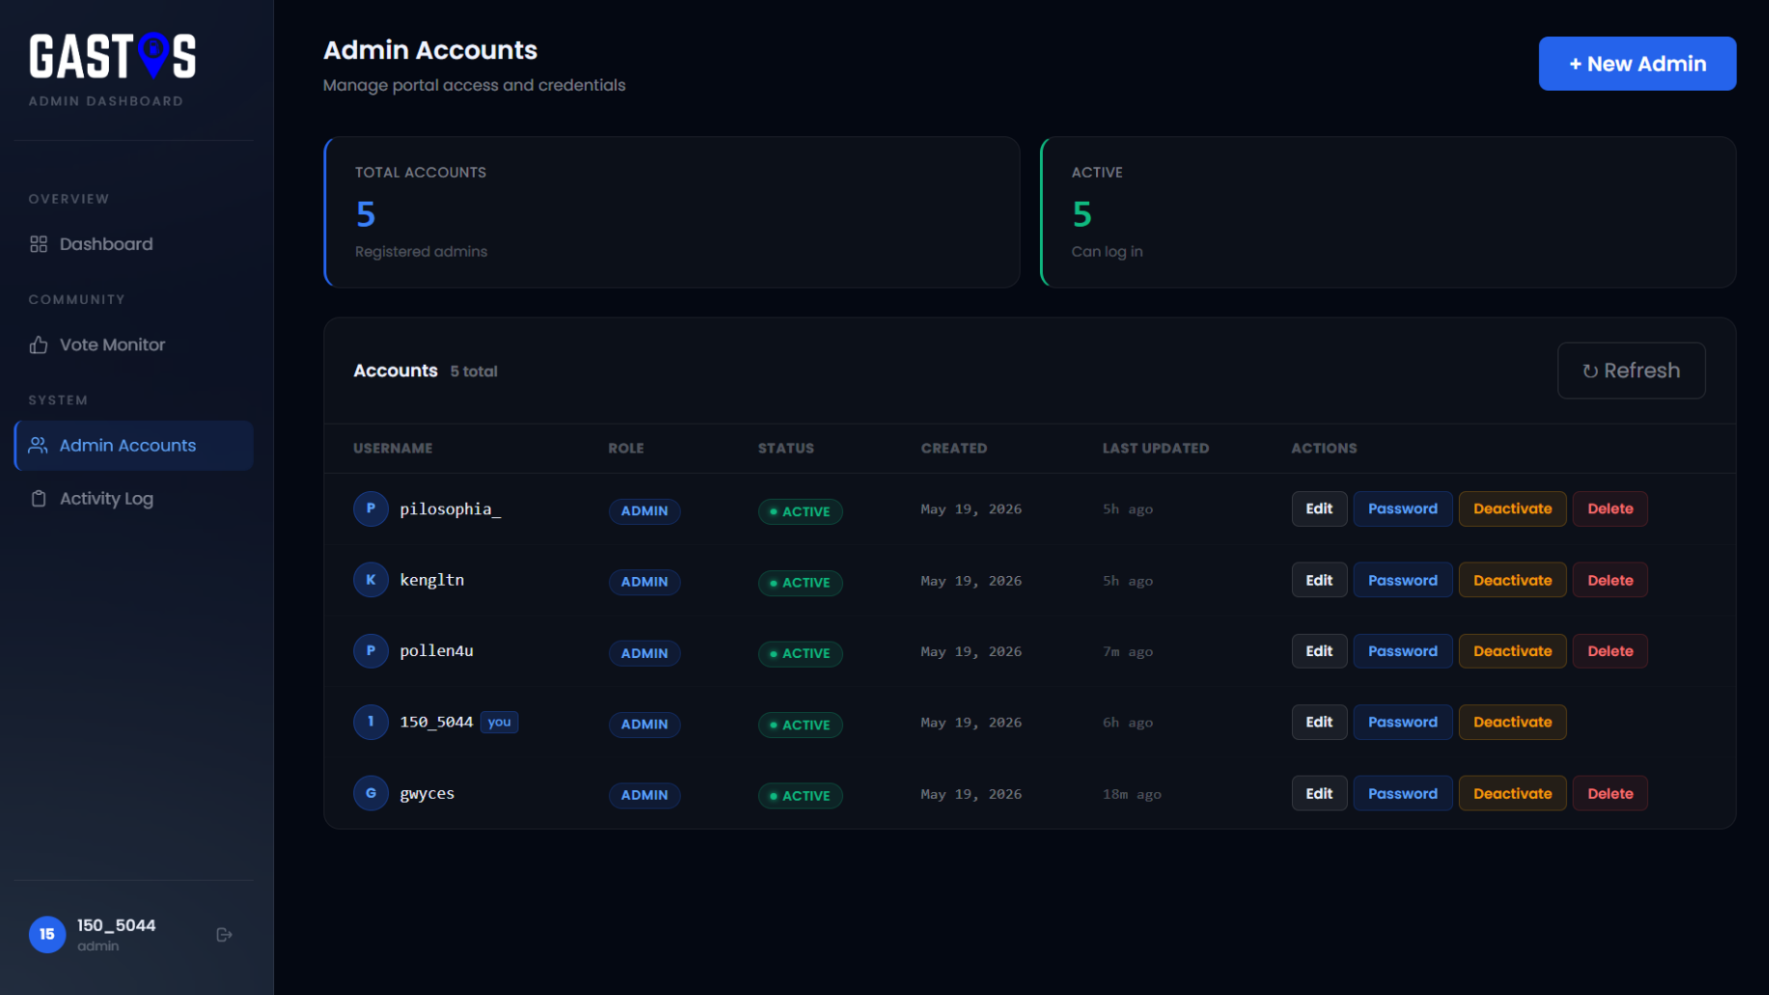 GASTOS
ADMIN DASHBOARD
OVERVIEW
Dashboard
COMMUNITY
Vote Monitor
SYSTEM
Admin Accounts
Activity Log
150_5044
15
admin
Admin Accounts
Manage portal access and credentials
+ New Admin
TOTAL ACCOUNTS
5
Registered admins
ACTIVE
5
Can log in
Accounts 5 total
↻ Refresh
USERNAME ROLE STATUS CREATED LAST UPDATED ACTIONS
P pilosophia_ ADMIN ACTIVE May 19, 2026 5h ago Edit Password Deactivate Delete
K kengltn ADMIN ACTIVE May 19, 2026 5h ago Edit Password Deactivate Delete
P pollen4u ADMIN ACTIVE May 19, 2026 7m ago Edit Password Deactivate Delete
1 150_5044 you ADMIN ACTIVE May 19, 2026 6h ago Edit Password Deactivate
G gwyces ADMIN ACTIVE May 19, 2026 18m ago Edit Password Deactivate Delete